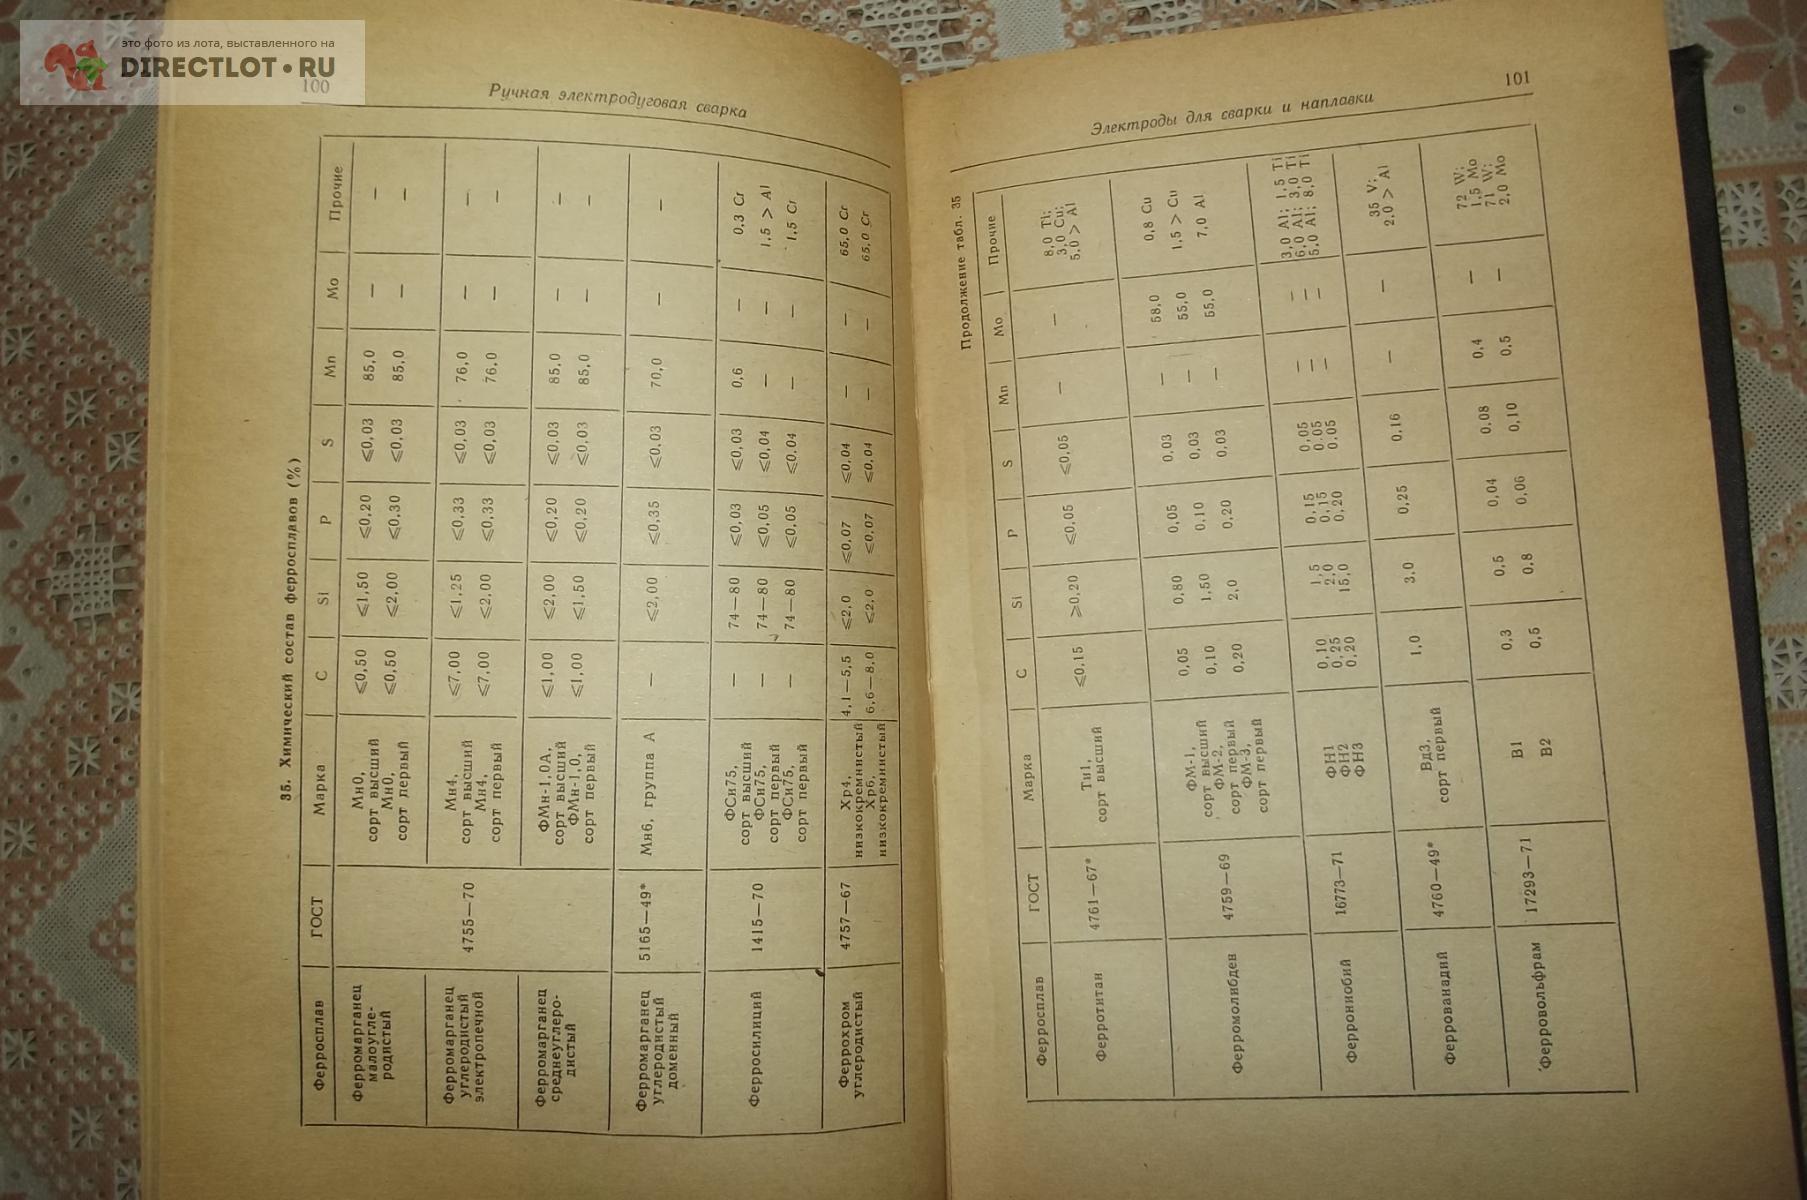 это фото из лота, выставленного на
DIRECTLOT.RU
100
Ручная электродуговая сварка
35. Химический состав ферросплавов (%)
Ферросплав ГОСТ Марка C Si P S Mn Mo Прочие
Ферромарганец малоугле-
родистый
4755—70
Мн0,
сорт высший ⩽0,50 ⩽1,50 ⩽0,20 ⩽0,03 85,0 — —
Мн0,
сорт первый ⩽0,50 ⩽2,00 ⩽0,30 ⩽0,03 85,0 — —
Ферромарганец
углеродистый
электропечной
Мн4,
сорт высший ⩽7,00 ⩽1,25 ⩽0,33 ⩽0,03 76,0 — —
Мн4,
сорт первый ⩽7,00 ⩽2,00 ⩽0,33 ⩽0,03 76,0 — —
Ферромарганец
среднеуглеро-
дистый
ФМн-1,0А,
сорт высший ⩽1,00 ⩽2,00 ⩽0,20 ⩽0,03 85,0 — —
ФМн-1,0,
сорт первый ⩽1,00 ⩽1,50 ⩽0,20 ⩽0,03 85,0 — —
Ферромарганец
углеродистый
доменный
5165—49* Мн6, группа А — ⩽2,00 ⩽0,35 ⩽0,03 70,0 — —
Ферросилиций 1415—70
ФСи75,
сорт высший — 74—80 ⩽0,03 ⩽0,03 0,6 — 0,3 Cr
ФСи75,
сорт первый — 74—80 ⩽0,05 ⩽0,04 — — 1,5 > Al
ФСи75,
сорт первый — 74—80 ⩽0,05 ⩽0,04 — — 1,5 Cr
Феррохром
углеродистый
4757—67
Хр4,
низкокремнистый 4,1—5,5 ⩽2,0 ⩽0,07 ⩽0,04 — — 65,0 Cr
Хр6,
низкокремнистый 6,6—8,0 ⩽2,0 ⩽0,07 ⩽0,04 — — 65,0 Cr
Электроды для сварки и наплавки
101
Продолжение табл. 35
Ферросплав ГОСТ Марка C Si P S Mn Mo Прочие
Ферротитан 4761—67*
Ти1,
сорт высший ⩽0,15 ⩾0,20 ⩽0,05 ⩽0,05 — —
8,0 Ti;
3,0 Cu;
5,0 > Al
Ферромолибден 4759—69
ФМ-1,
сорт высший 0,05 0,80 0,05 0,03 — 58,0 0,8 Cu
ФМ-2,
сорт первый 0,10 1,50 0,10 0,03 — 55,0 1,5 > Cu
ФМ-3,
сорт первый 0,20 2,0 0,20 0,03 — 55,0 7,0 Al
Феррониобий 16773—71
ФН1 0,10 1,5 0,15 0,05 — — 3,0 Al; 1,5 Ti
ФН2 0,25 2,0 0,15 0,05 — — 6,0 Al; 3,0 Ti
ФН3 0,20 15,0 0,20 0,05 — — 5,0 Al; 8,0 Ti
Феррованадий 4760—49*
Вд3,
сорт первый 1,0 3,0 0,25 0,16 — —
35 V;
2,0 > Al
Ферровольфрам 17293—71
В1 0,3 0,5 0,04 0,08 0,4 —
72 W;
1,5 Mo
В2 0,5 0,8 0,06 0,10 0,5 —
71 W;
2,0 Mo